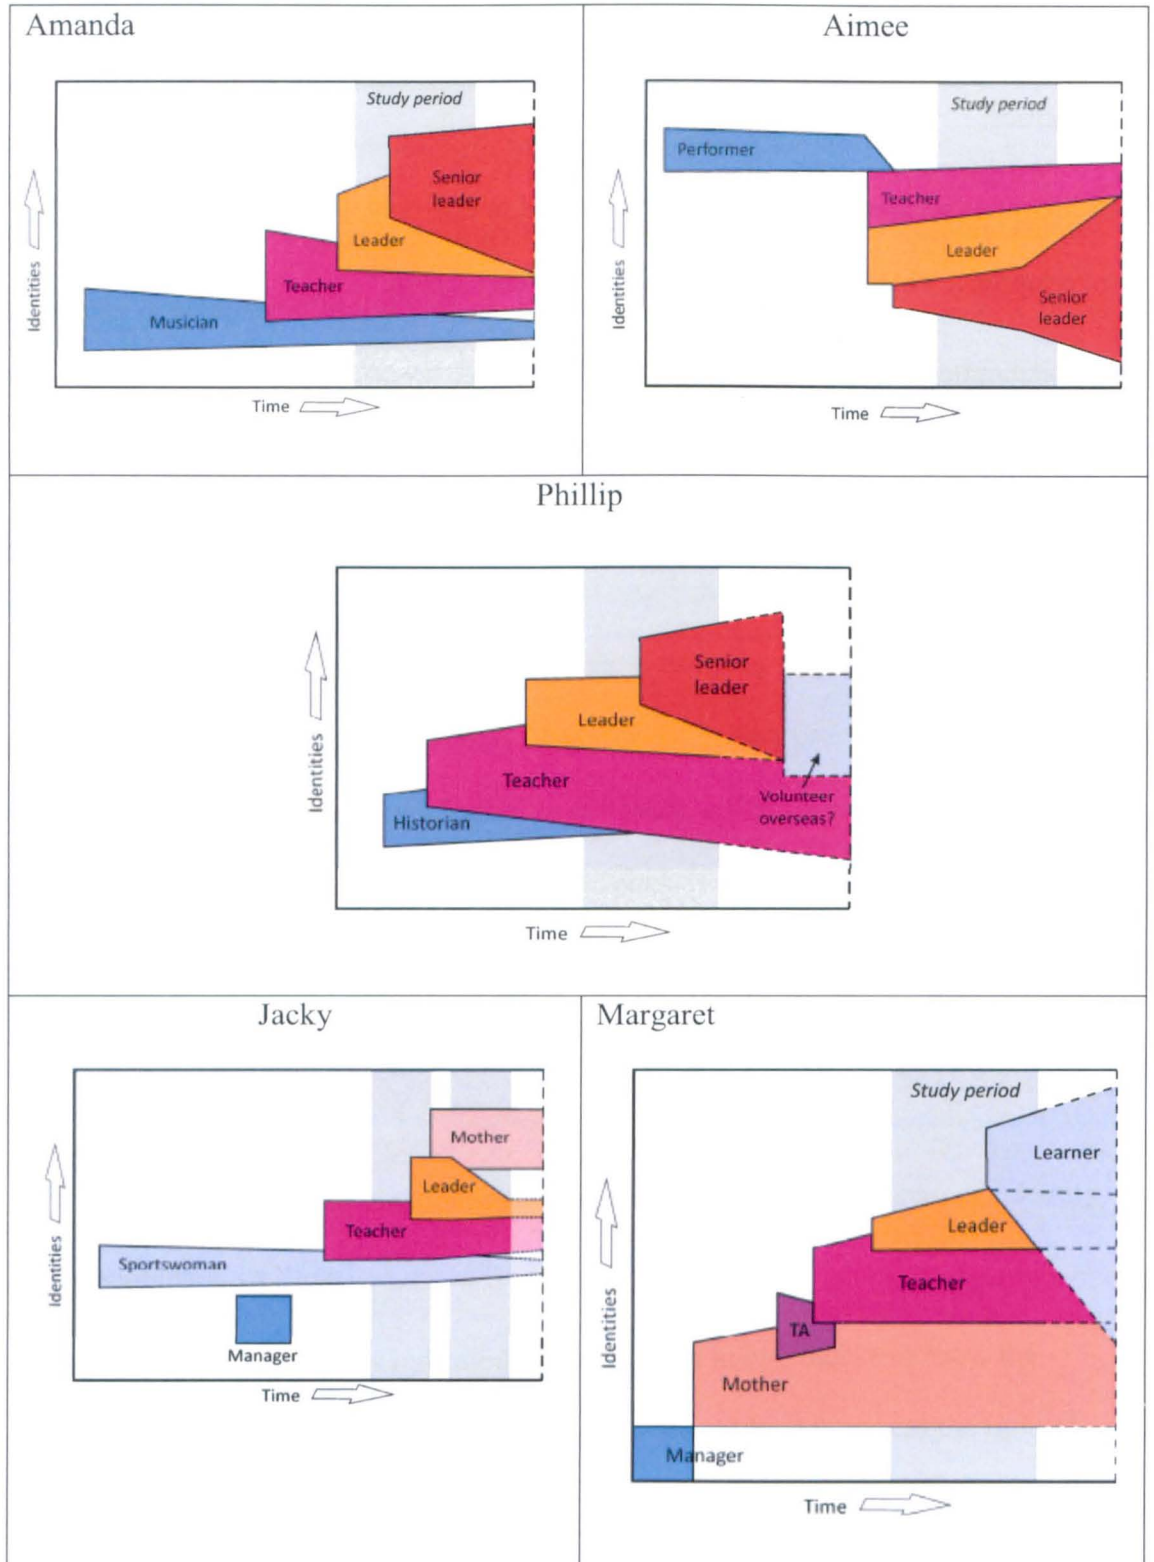 Amanda
Study period
Senior
leader
Leader
Teacher
Musician
Identities
Time
Aimee
Study period
Performer
Teacher
Leader
Senior
leader
Identities
Time
Phillip
Senior
leader
Leader
Teacher
Volunteer
overseas?
Historian
Identities
Time
Jacky
Mother
Leader
Teacher
Sportswoman
Manager
Identities
Time
Margaret
Study period
Learner
Leader
Teacher
TA
Mother
Manager
Identities
Time